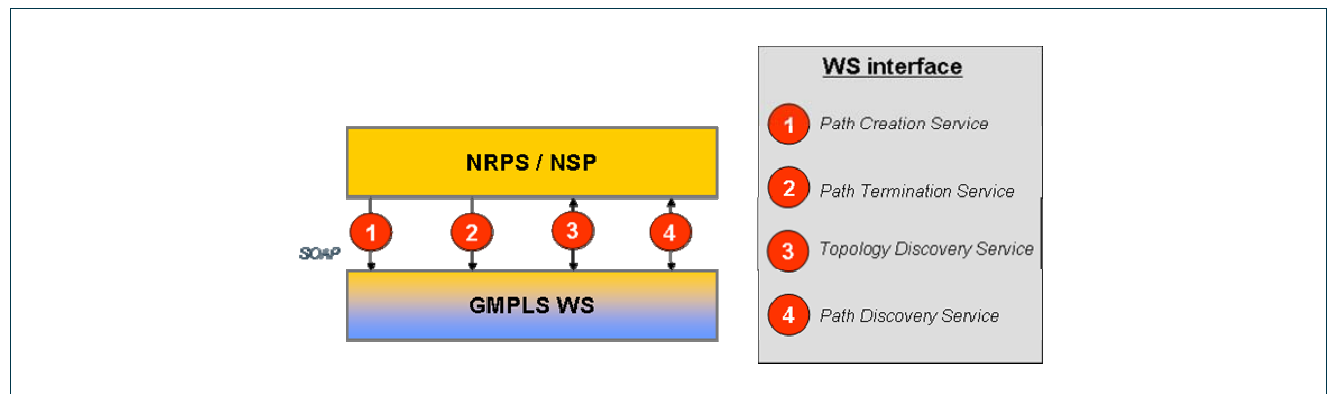 WS interface
1 Path Creation Service
NRPS / NSP
2 Path Termination Service
1 2 3 4
SOAP
3 Topology Discovery Service
GMPLS WS
4 Path Discovery Service